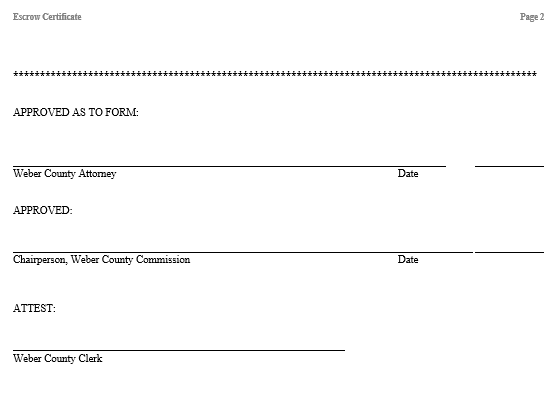 Escrow Certificate Page 2
****************************************************************************************************
APPROVED AS TO FORM:
Weber County Attorney Date
APPROVED:
Chairperson, Weber County Commission Date
ATTEST:
Weber County Clerk